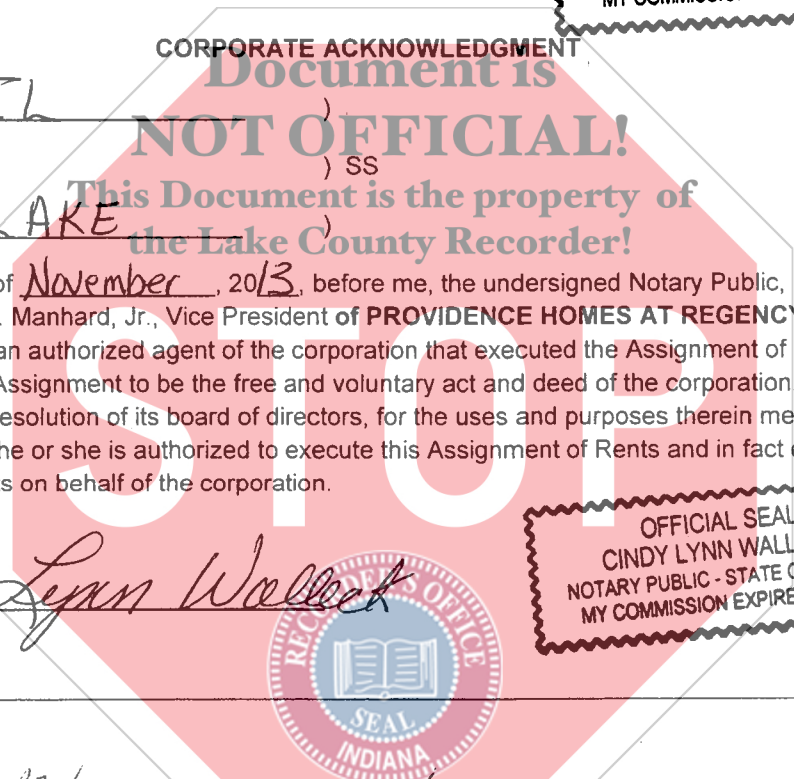 MY COMMISSION
CORPORATE ACKNOWLEDGMENT
Document is
IL )
NOT OFFICIAL!
) SS
This Document is the property of
LAKE )
the Lake County Recorder!
of November , 2013, before me, the undersigned Notary Public,
. Manhard, Jr., Vice President of PROVIDENCE HOMES AT REGENCY
an authorized agent of the corporation that executed the Assignment of
Assignment to be the free and voluntary act and deed of the corporation
esolution of its board of directors, for the uses and purposes therein me
he or she is authorized to execute this Assignment of Rents and in fact e
s on behalf of the corporation.
STOP
OFFICIAL SEAL
CINDY LYNN WALL
NOTARY PUBLIC - STATE O
MY COMMISSION EXPIRE
Lynn Walleck
RECORDER'S OFFICE
SEAL
INDIANA